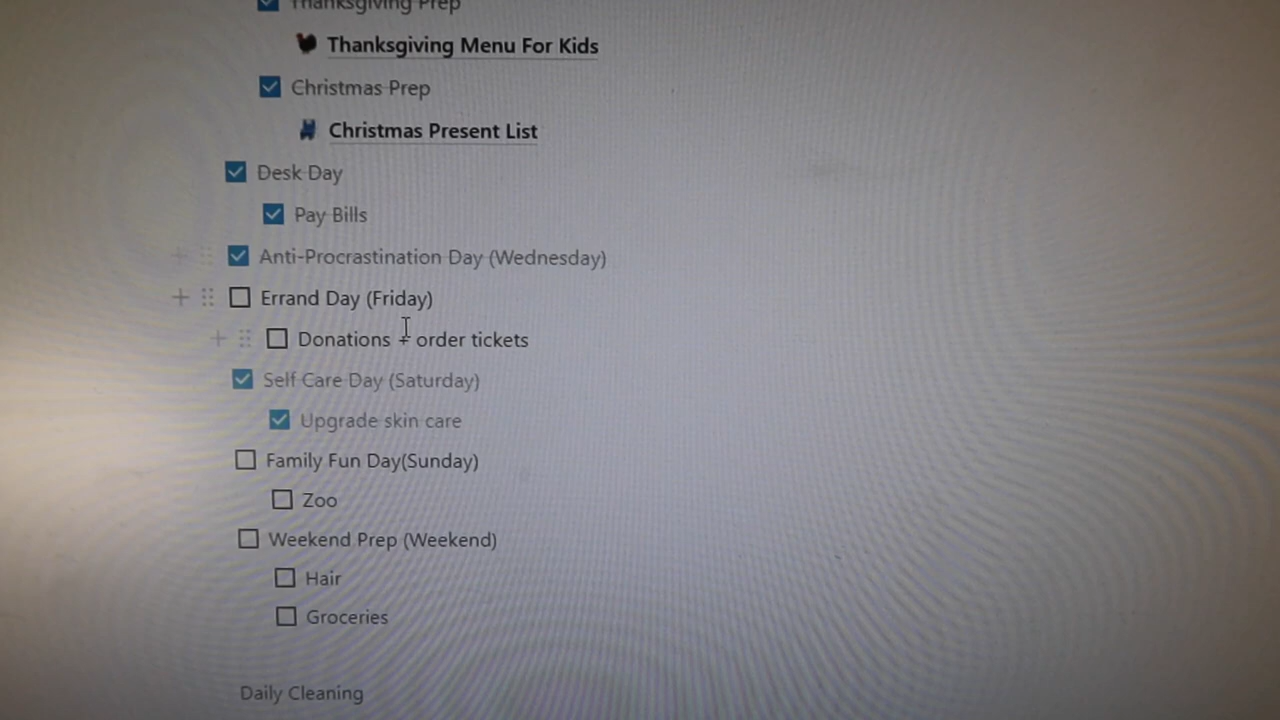 Thanksgiving Prep
Thanksgiving Menu For Kids
Christmas Prep
Christmas Present List
Desk Day
Pay Bills
Anti-Procrastination Day (Wednesday)
Errand Day (Friday)
Donations + order tickets
Self Care Day (Saturday)
Upgrade skin care
Family Fun Day(Sunday)
Zoo
Weekend Prep (Weekend)
Hair
Groceries
Daily Cleaning